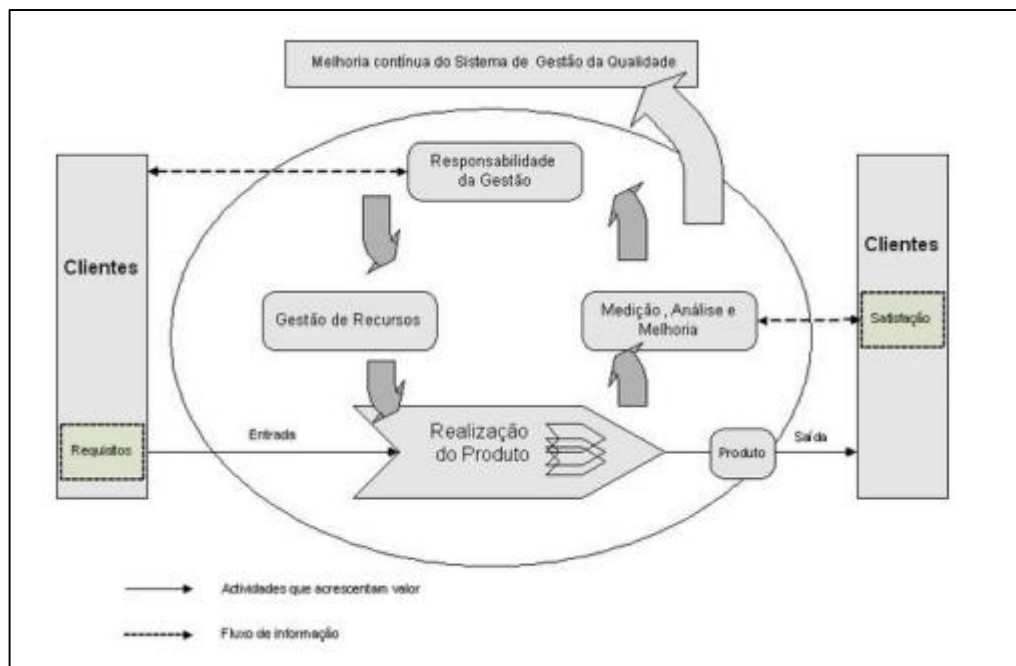 Melhoria contínua do Sistema de Gestão da Qualidade
Responsabilidade
da Gestão
Clientes
Clientes
Gestão de Recursos
Medição , Análise e
Melhoria
Satisfação
Requisitos
Entrada
Realização
do Produto
Produto
Saída
Actividades que acrescentam valor
Fluxo de informação